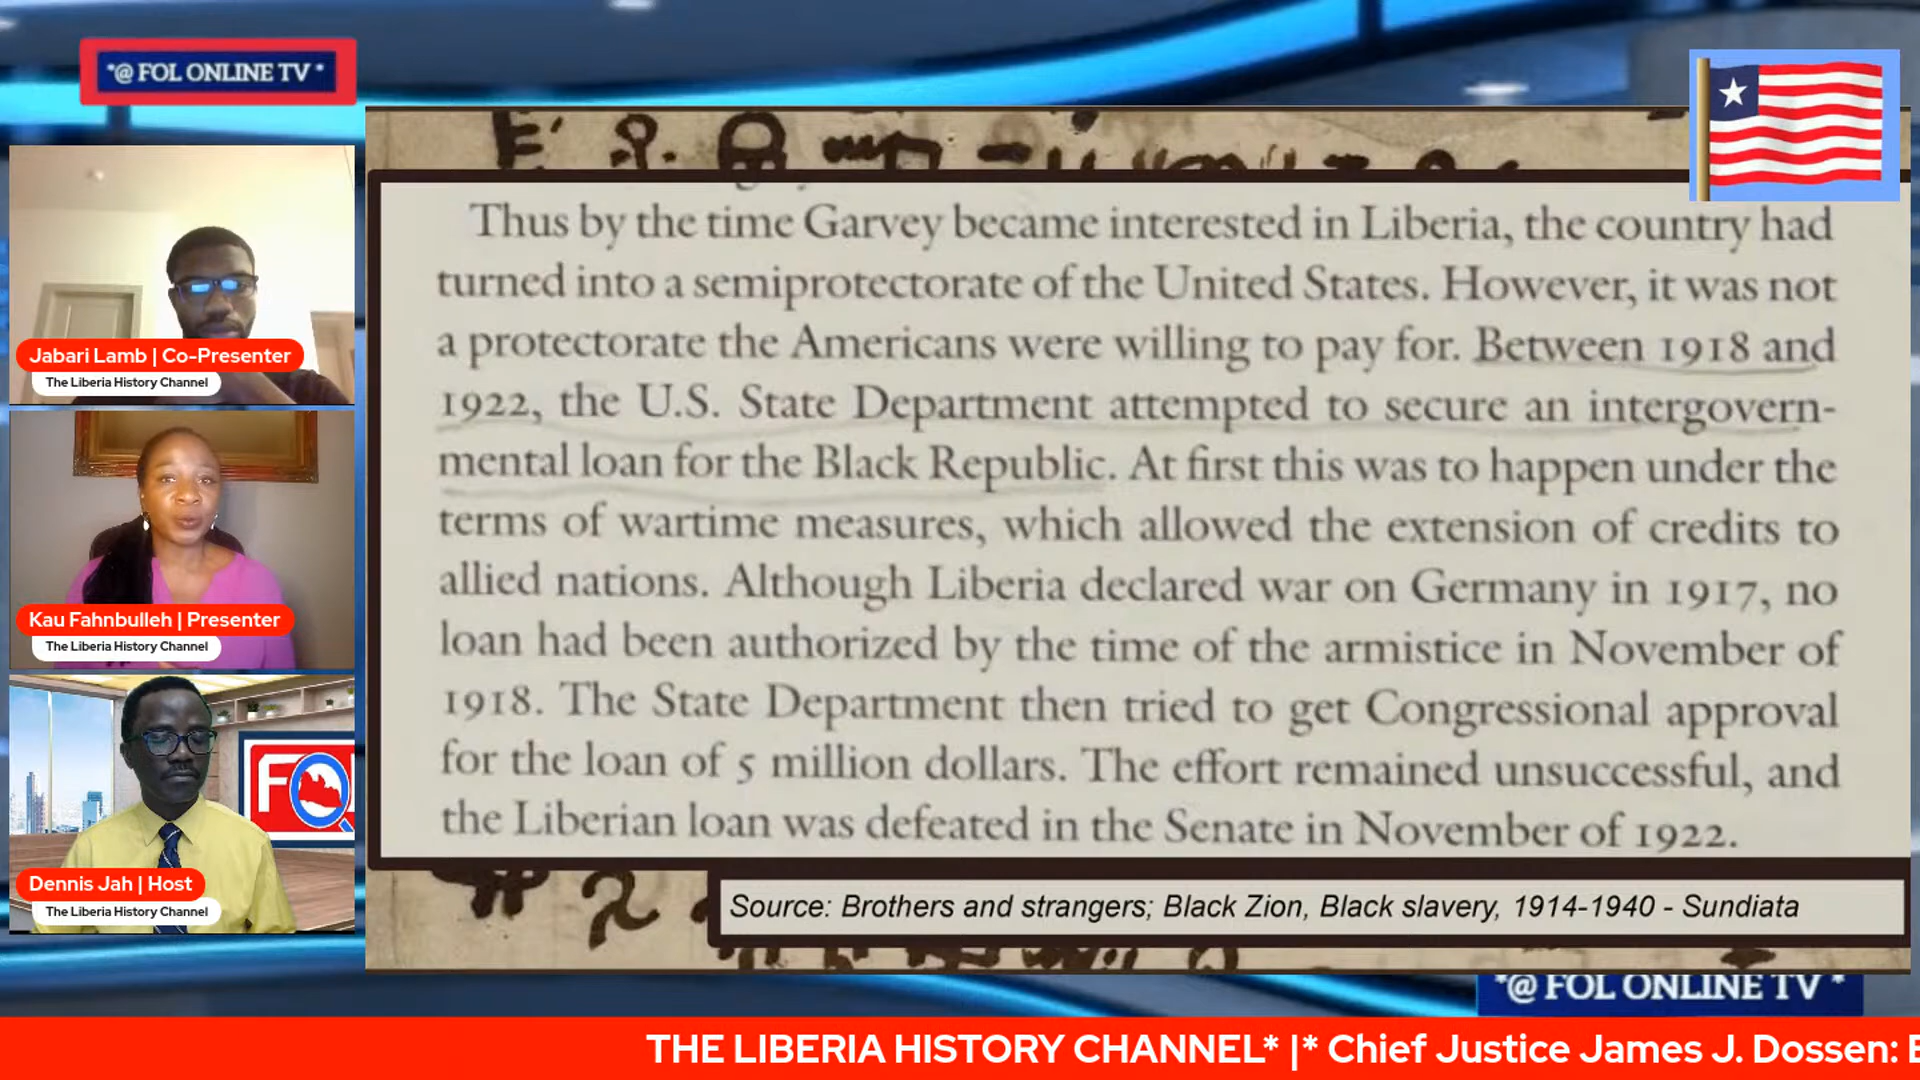 *@ FOL ONLINE TV *
Jabari Lamb | Co-Presenter
The Liberia History Channel
Kau Fahnbulleh | Presenter
The Liberia History Channel
Dennis Jah | Host
The Liberia History Channel
Thus by the time Garvey became interested in Liberia, the country had
turned into a semiprotectorate of the United States. However, it was not
a protectorate the Americans were willing to pay for. Between 1918 and
1922, the U.S. State Department attempted to secure an intergovern-
mental loan for the Black Republic. At first this was to happen under the
terms of wartime measures, which allowed the extension of credits to
allied nations. Although Liberia declared war on Germany in 1917, no
loan had been authorized by the time of the armistice in November of
1918. The State Department then tried to get Congressional approval
for the loan of 5 million dollars. The effort remained unsuccessful, and
the Liberian loan was defeated in the Senate in November of 1922.
Source: Brothers and strangers; Black Zion, Black slavery, 1914-1940 - Sundiata
*@ FOL ONLINE TV *
THE LIBERIA HISTORY CHANNEL* |* Chief Justice James J. Dossen: